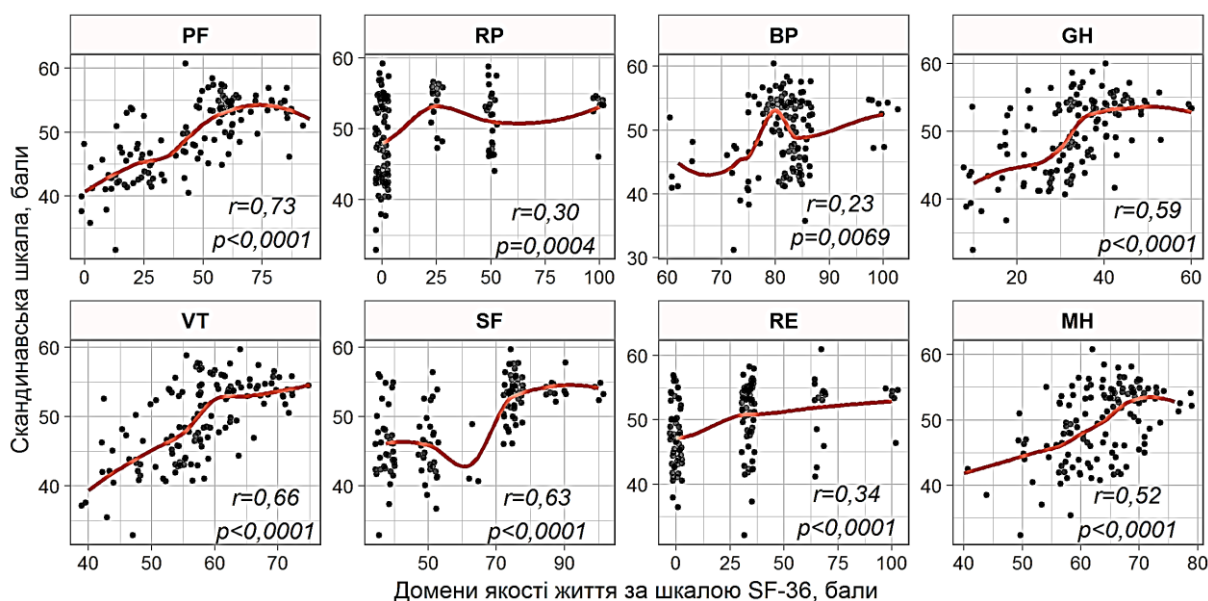 PF
RP
BP
GH
60
50
40
r=0,73
p<0,0001
0 25 50 75
60
50
40
r=0,30
p=0,0004
0 25 50 75 100
60
50
40
30
r=0,23
p=0,0069
60 70 80 90 100
60
50
40
r=0,59
p<0,0001
20 30 40 50 60
Скандинавська шкала, бали
VT
SF
RE
MH
60
50
40
r=0,66
p<0,0001
40 50 60 70
60
50
40
r=0,63
p<0,0001
50 70 90
60
50
40
r=0,34
p<0,0001
0 25 50 75 100
60
50
40
r=0,52
p<0,0001
40 50 60 70 80
Домени якості життя за шкалою SF-36, бали